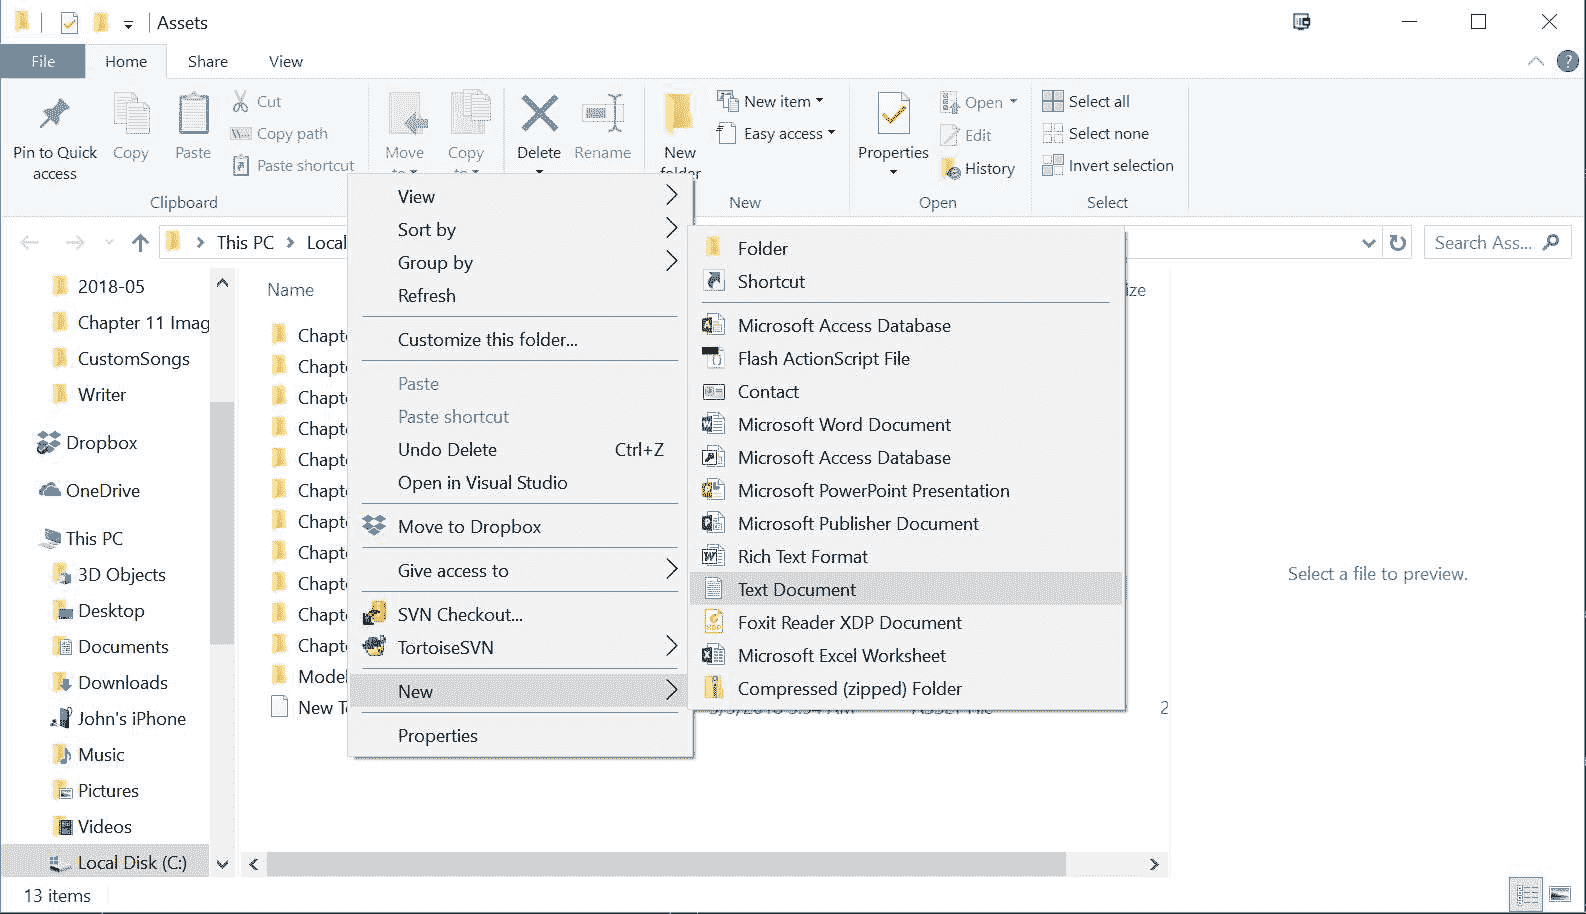 Assets
File Home Share View
Pin to Quick access
Copy
Paste
Cut
Copy path
Paste shortcut
Clipboard
Move
Copy
Delete
Rename
New folder
New item
Easy access
New
Properties
Open
Edit
History
Open
Select all
Select none
Invert selection
Select
This PC
Local
Search Ass...
2018-05
Chapter 11 Imag
CustomSongs
Writer
Dropbox
OneDrive
This PC
3D Objects
Desktop
Documents
Downloads
John's iPhone
Music
Pictures
Videos
Local Disk (C:)
Name
Chapt
Chapt
Chapt
Chapt
Chapt
Chapt
Chapt
Chapt
Chapt
Chapt
Chapt
Model
New T
View
Sort by
Group by
Refresh
Customize this folder...
Paste
Paste shortcut
Undo Delete Ctrl+Z
Open in Visual Studio
Move to Dropbox
Give access to
SVN Checkout...
TortoiseSVN
New
Properties
Folder
Shortcut
Microsoft Access Database
Flash ActionScript File
Contact
Microsoft Word Document
Microsoft Access Database
Microsoft PowerPoint Presentation
Microsoft Publisher Document
Rich Text Format
Text Document
Foxit Reader XDP Document
Microsoft Excel Worksheet
Compressed (zipped) Folder
ize
2
Select a file to preview.
13 items